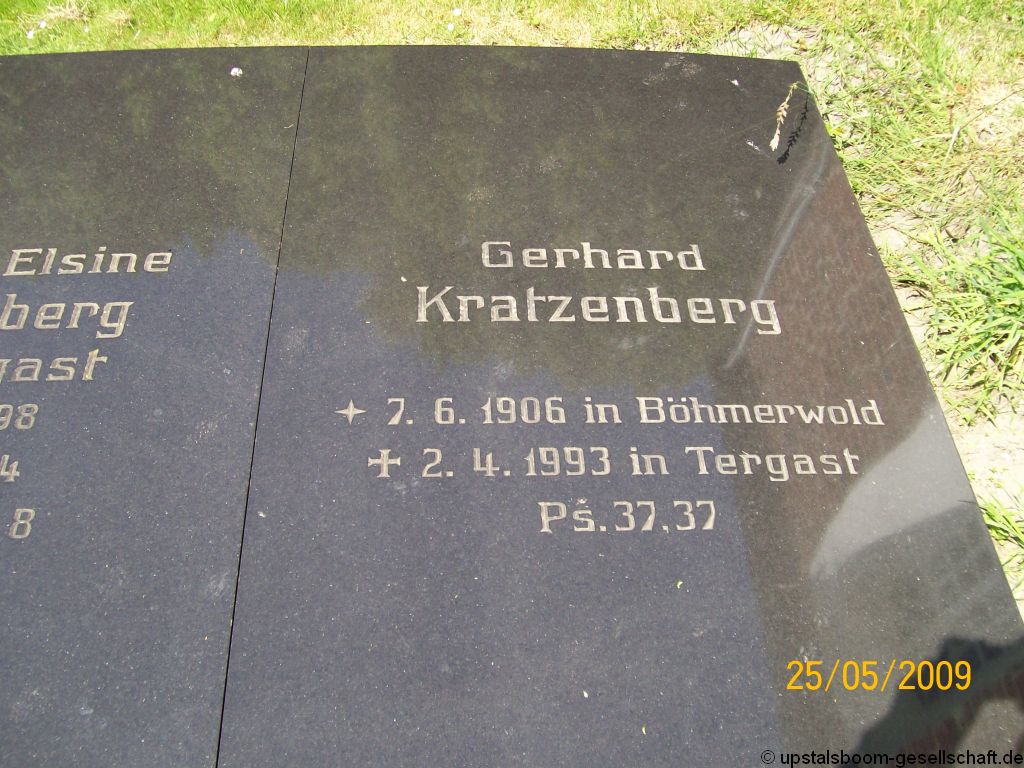 Elsine
berg
gast
98
4
8
Gerhard
Kratzenberg
7. 6. 1906 in Böhmerwold
2. 4. 1993 in Tergast
Ps. 37,37
25/05/2009
© upstalsboom-gesellschaft.de